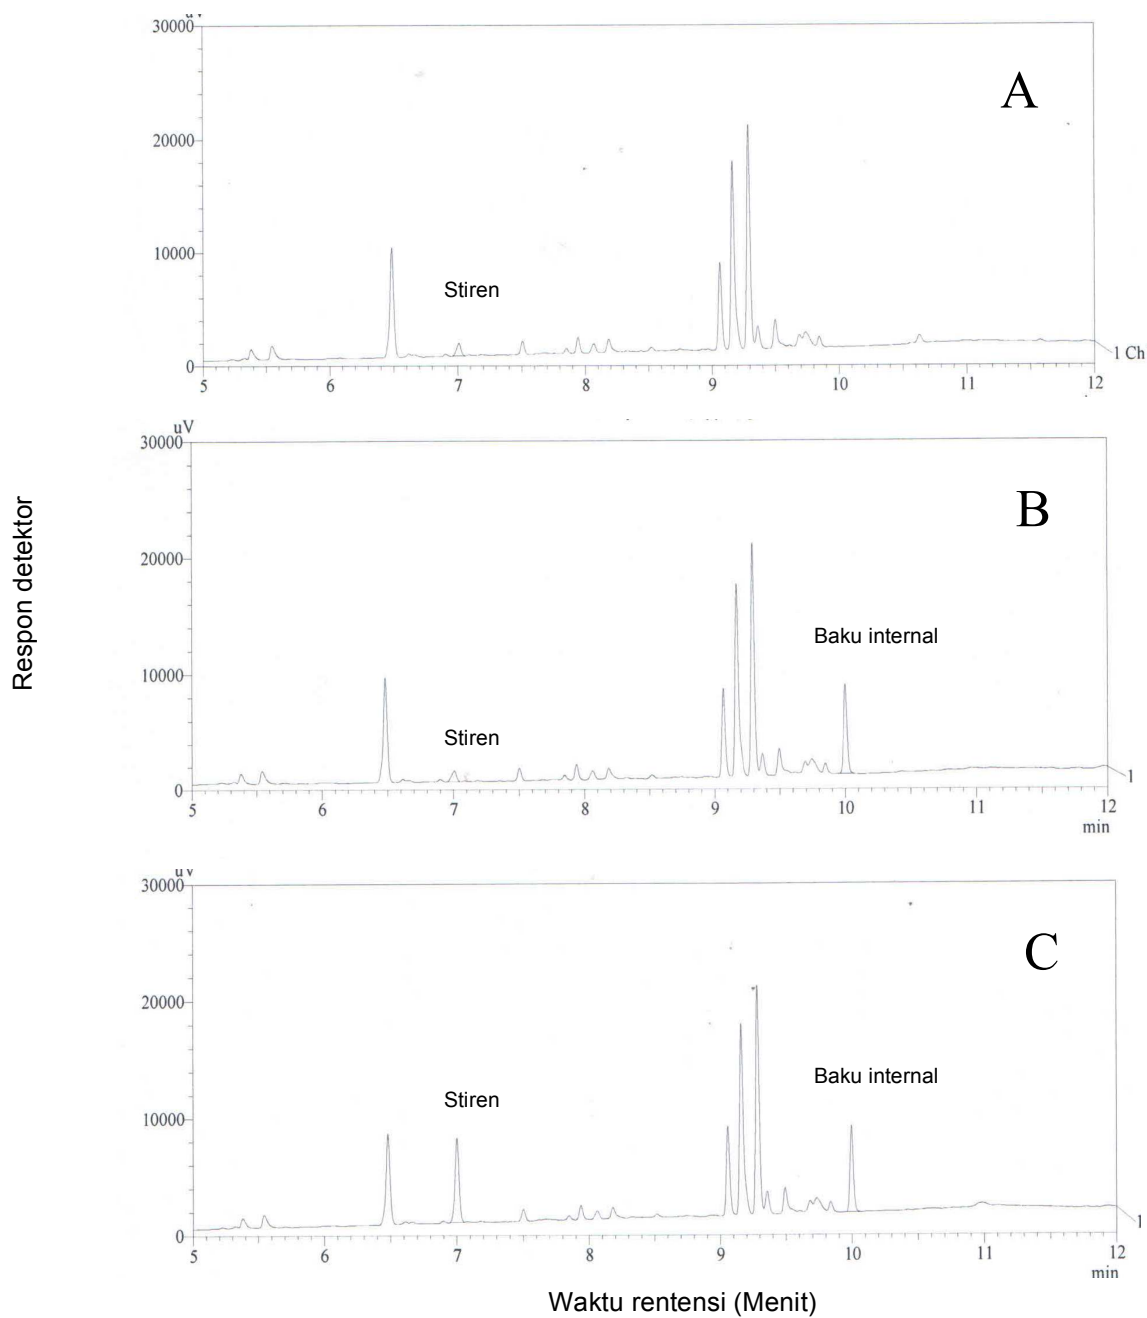 uV
30000
A
20000
10000
Stiren
0
1 Ch
5 6 7 8 9 10 11 12
uV
30000
B
20000
Baku internal
10000
Stiren
0
1
5 6 7 8 9 10 11 12
min
Respon detektor
uV
30000
C
20000
Baku internal
Stiren
10000
0
1
5 6 7 8 9 10 11 12
min
Waktu rentensi (Menit)